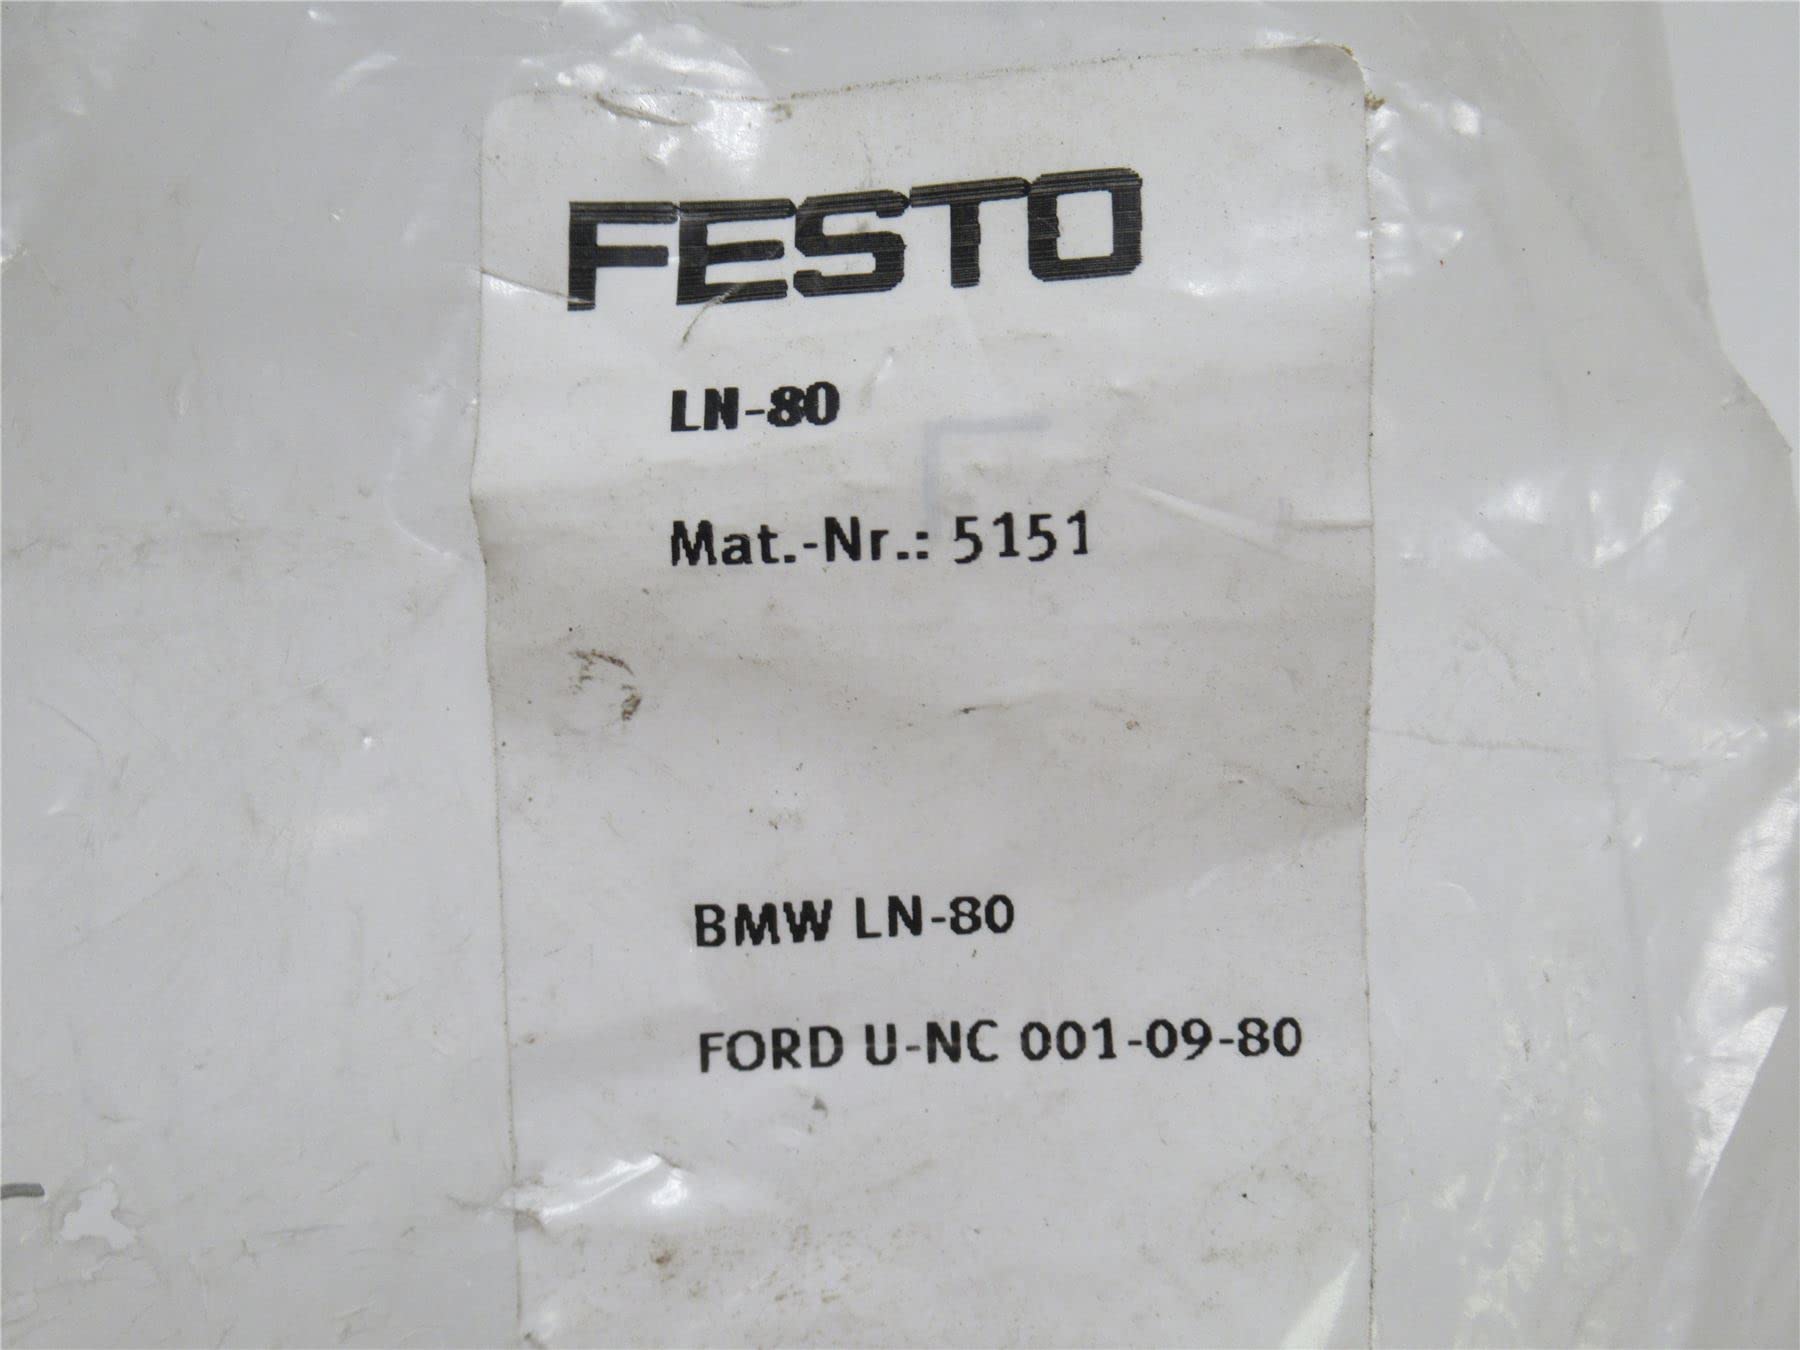 FESTO
LN-80
Mat.-Nr.: 5151
BMW LN-80
FORD U-NC 001-09-80